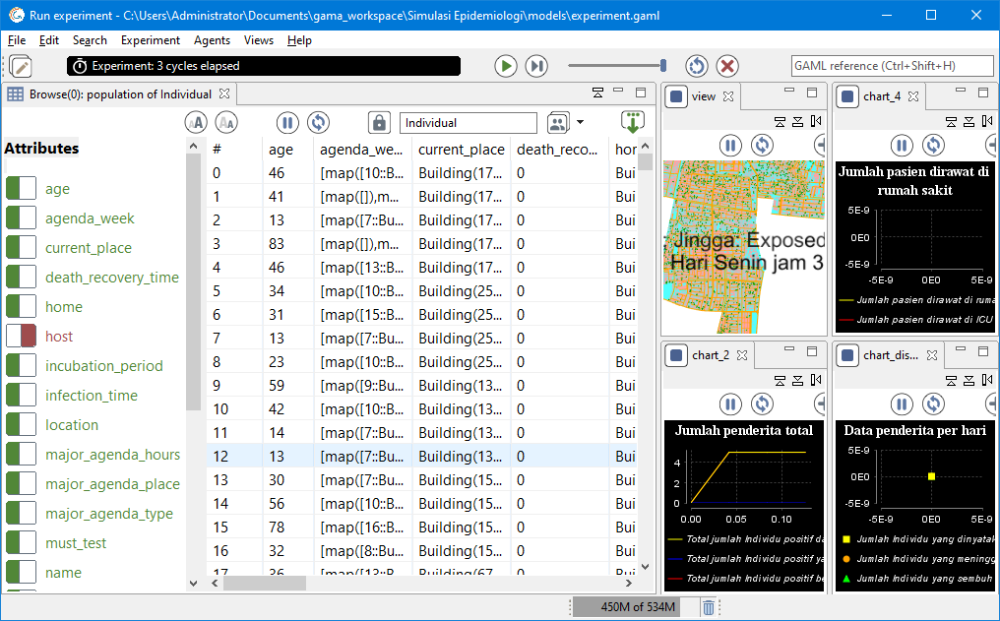 Run experiment - C:\Users\Administrator\Documents\gama_workspace\Simulasi Epidemiologi\models\experiment.gaml
File Edit Search Experiment Agents Views Help
Experiment: 3 cycles elapsed
GAML reference (Ctrl+Shift+H)
Browse(0): population of Individual
A A
A A
Individual
Attributes
age
agenda_week
current_place
death_recovery_time
home
host
incubation_period
infection_time
location
major_agenda_hours
major_agenda_place
major_agenda_type
must_test
name
# age agenda_we... current_place death_reco... hor
0 46 [map([10::B... Building(17... 0 Bui
1 41 [map([]),m... Building(17... 0 Bui
2 13 [map([7::Bu... Building(17... 0 Bui
3 83 [map([]),m... Building(17... 0 Bui
4 46 [map([13::B... Building(17... 0 Bui
5 34 [map([10::B... Building(25... 0 Bui
6 31 [map([15::B... Building(25... 0 Bui
7 13 [map([7::Bu... Building(25... 0 Bui
8 23 [map([10::B... Building(25... 0 Bui
9 59 [map([9::Bu... Building(13... 0 Bui
10 42 [map([10::B... Building(13... 0 Bui
11 14 [map([7::Bu... Building(13... 0 Bui
12 13 [map([7::Bu... Building(13... 0 Bui
13 30 [map([7::Bu... Building(15... 0 Bui
14 56 [map([10::B... Building(15... 0 Bui
15 78 [map([16::B... Building(15... 0 Bui
16 32 [map([8::Bu... Building(15... 0 Bui
17 36 [map([13::B... Building(67... 0 Bui
view
Jingga: Exposed
Hari Senin jam 3
chart_4
Jumlah pasien dirawat di
rumah sakit
5E-9
0E0
-5E-9
-5E-9 0E0 5E-9
Jumlah pasien dirawat di ruma
Jumlah pasien dirawat di ICU
chart_2
Jumlah penderita total
4
2
0
0.00 0.05 0.10
Total jumlah Individu positif da
Total jumlah Individu positif ya
Total jumlah Individu positif be
chart_dis...
Data penderita per hari
5E-9
0E0
-5E-9
-5E-9 0E0 5E-9
Jumlah Individu yang dinyatak
Jumlah Individu yang mening
Jumlah Individu yang sembuh
450M of 534M